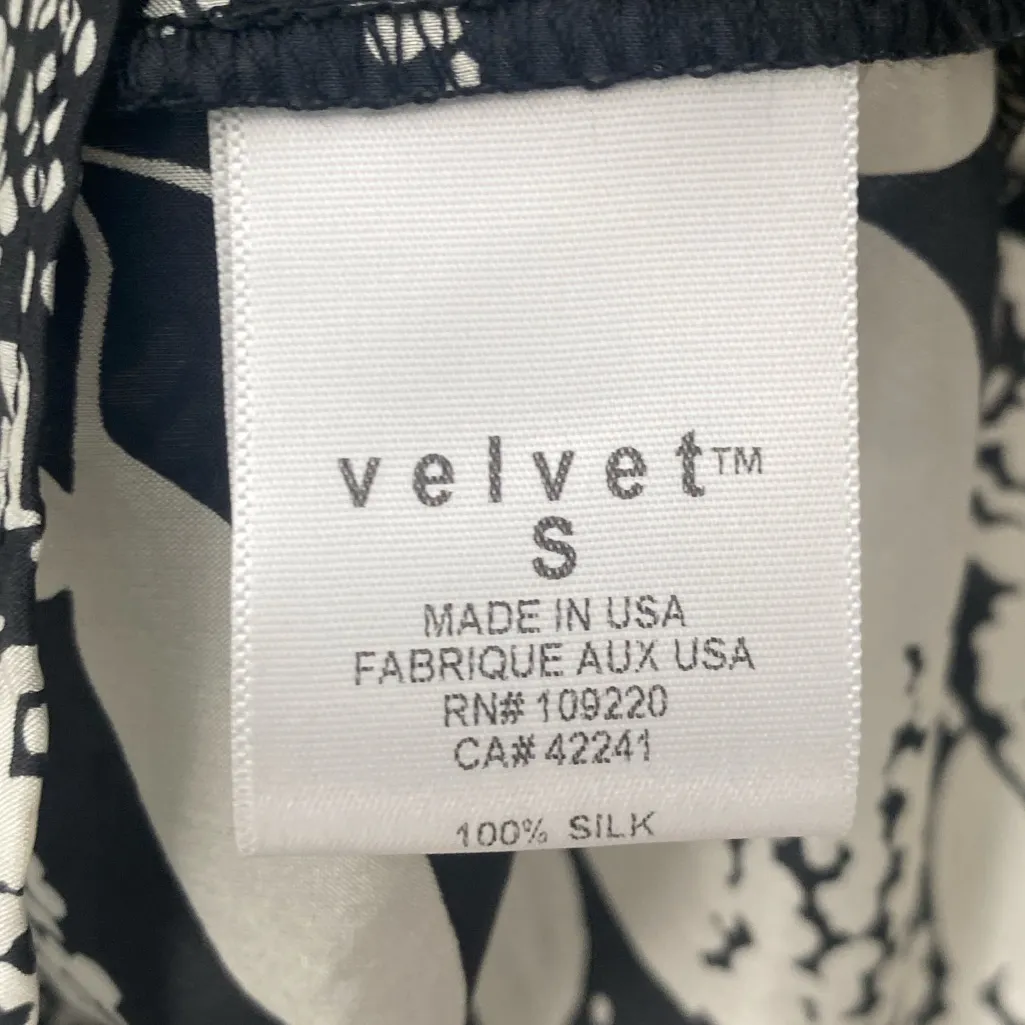 velvet™
S
MADE IN USA
FABRIQUE AUX USA
RN# 109220
CA# 42241
100% SILK